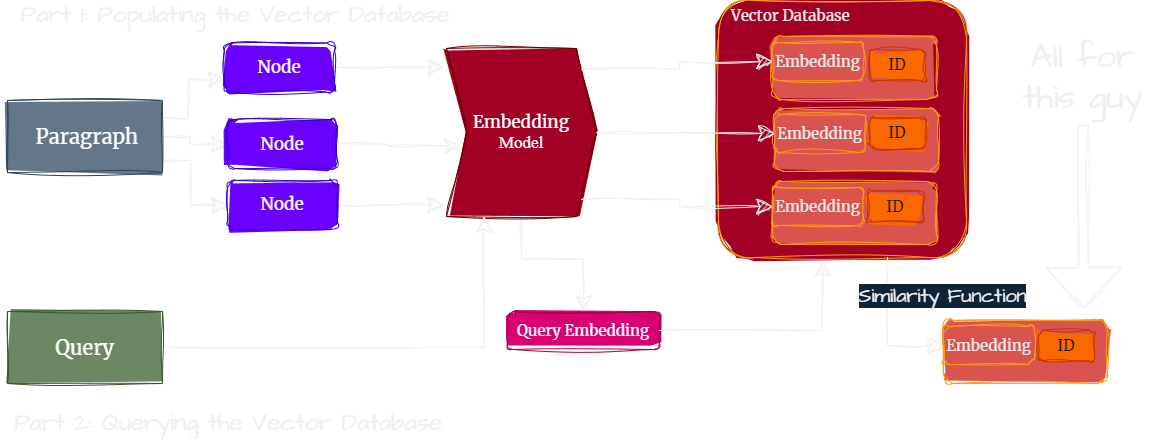 Part 1: Populating the Vector Database
Vector Database
Node
Embedding
ID
All for
this guy
Paragraph
Node
Embedding
Model
Embedding
ID
Node
Embedding
ID
Similarity Function
Query
Query Embedding
Embedding
ID
Part 2: Querying the Vector Database